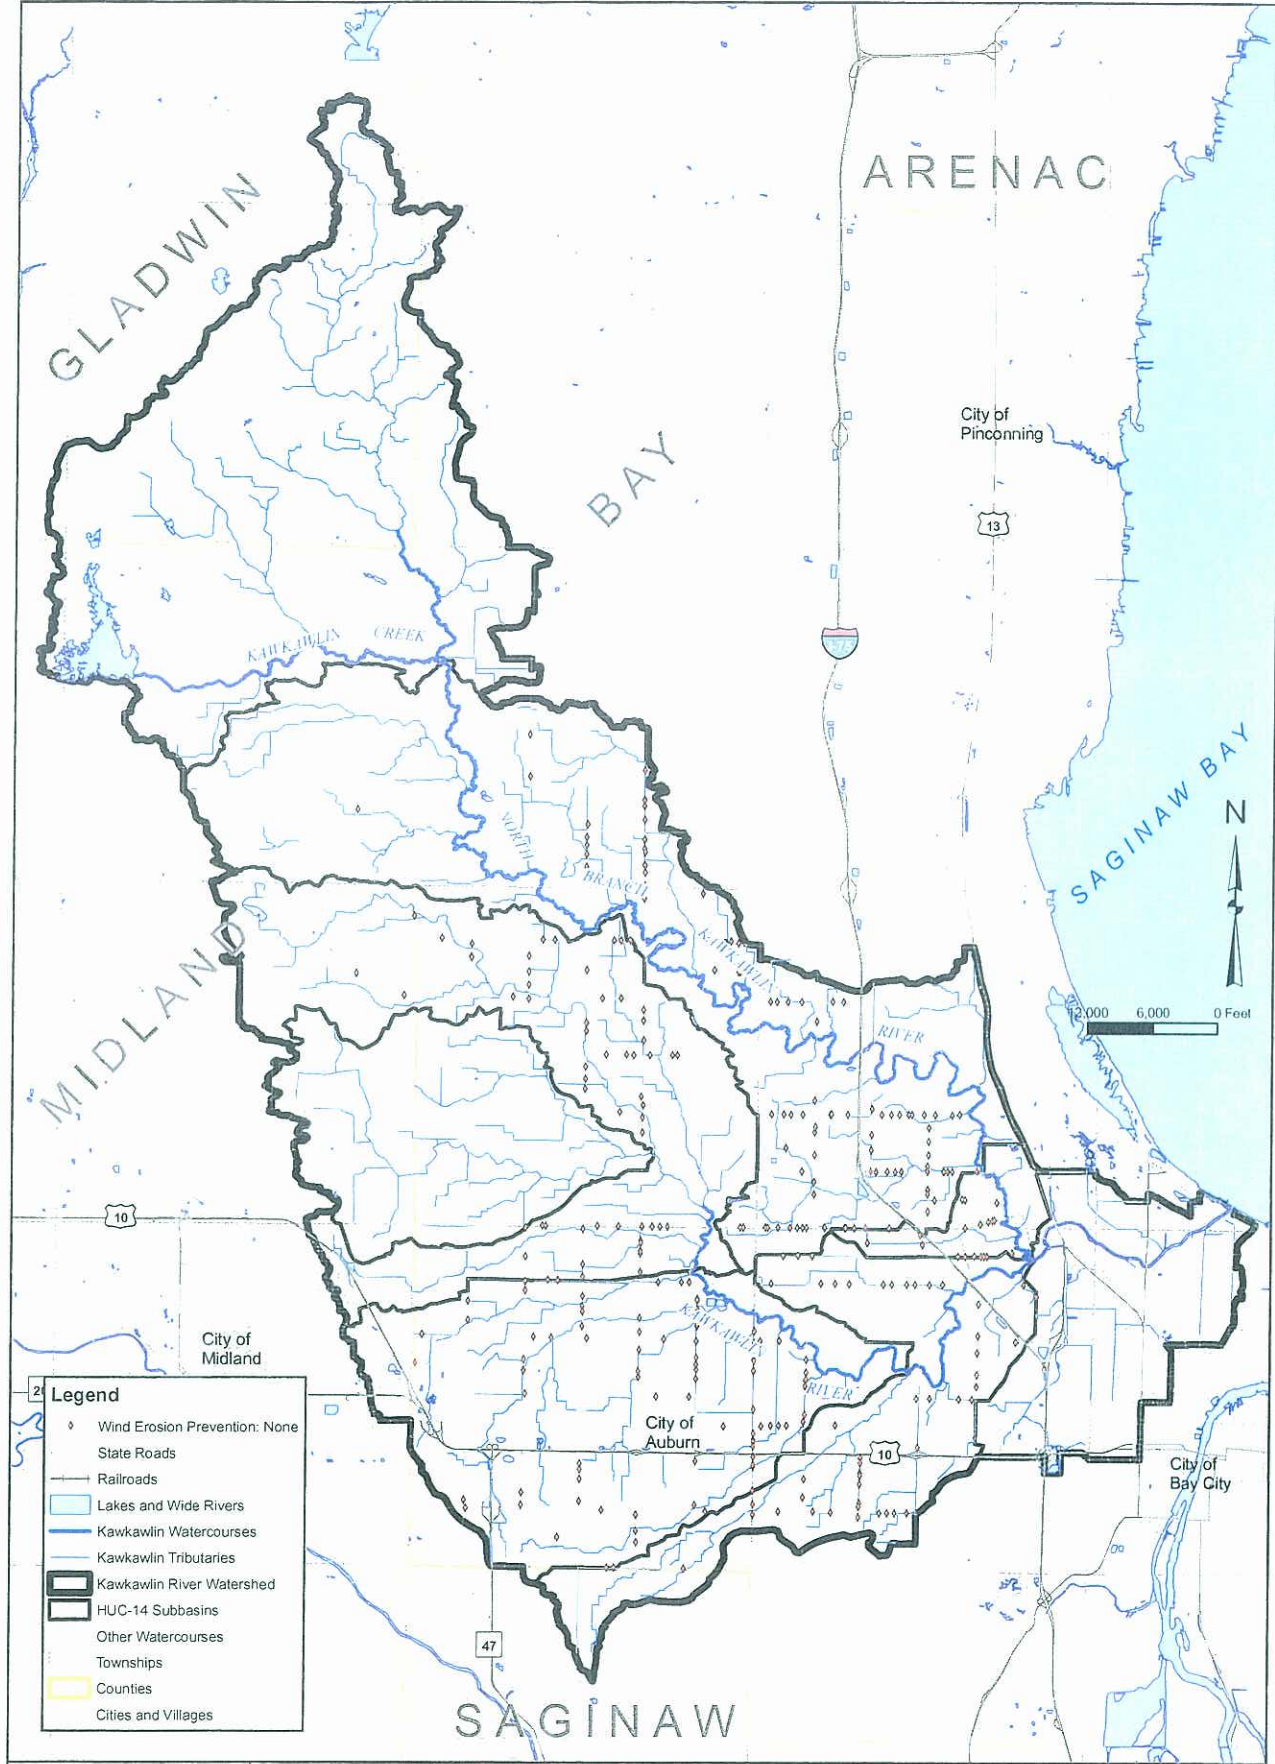 ARENAC
GLADWIN
City of
Pinconning
BAY
13
I-75
KAWKAWLIN CREEK
SAGINAW BAY
N
NORTH
BRANCH
KAWKAWLIN
RIVER
12,000 6,000 0 Feet
MIDLAND
10
City of
Midland
KAWKAWLIN
RIVER
City of
Auburn
10
City of
Bay City
47
SAGINAW
Legend
Wind Erosion Prevention: None
State Roads
Railroads
Lakes and Wide Rivers
Kawkawlin Watercourses
Kawkawlin Tributaries
Kawkawlin River Watershed
HUC-14 Subbasins
Other Watercourses
Townships
Counties
Cities and Villages